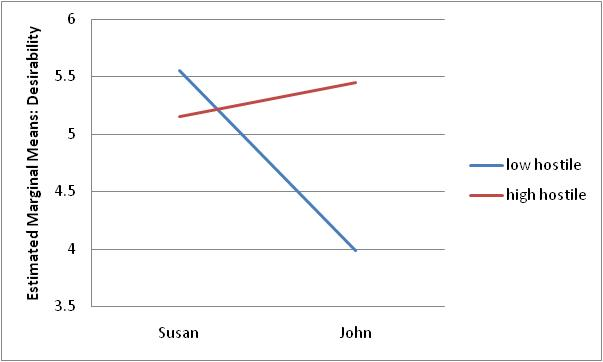 Estimated Marginal Means: Desirability
6
5.5
5
4.5
4
3.5
Susan
John
low hostile
high hostile